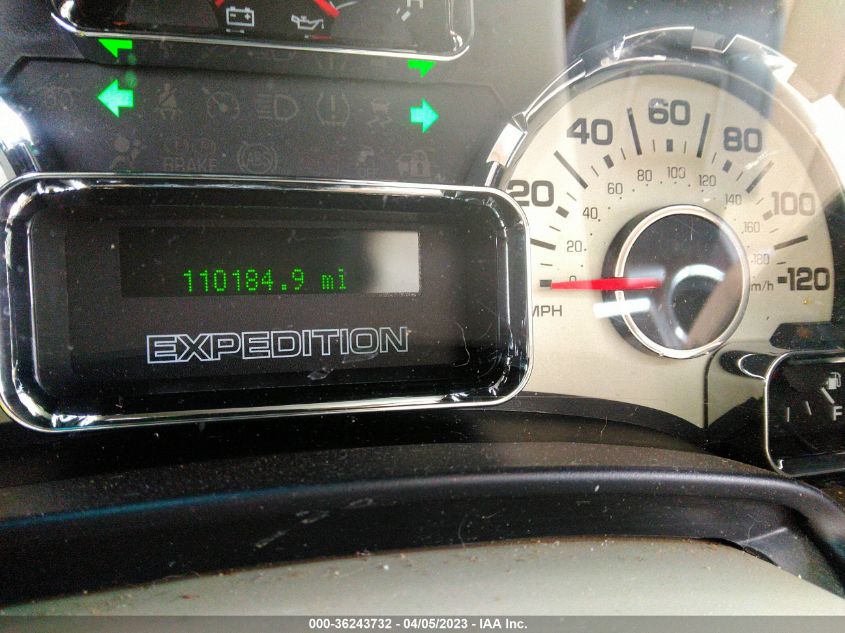 H
BRAKE
ABS
110184.9 mi
EXPEDITION
20 40 60 80 100 120
0 20 40 60 80 100 120 140 160 180
MPH
km/h
F
000-36243732 - 04/05/2023 - IAA Inc.